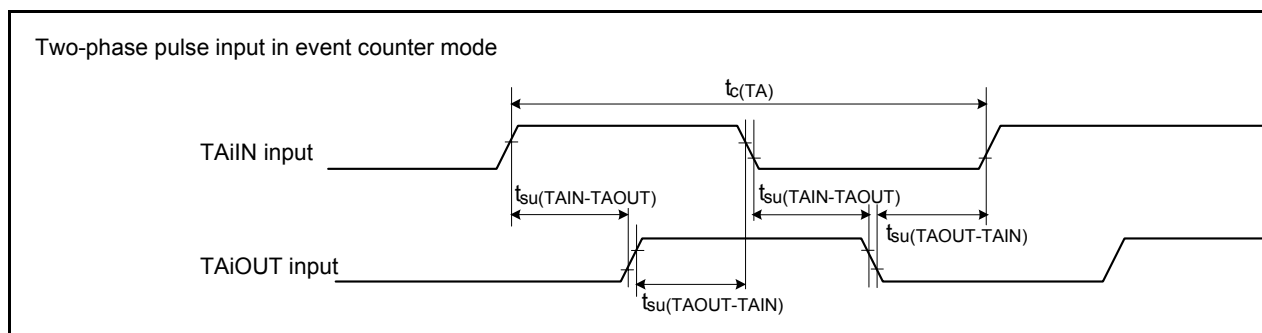 Two-phase pulse input in event counter mode
tc(TA)
TAiIN input
tsu(TAIN-TAOUT)
tsu(TAIN-TAOUT)
tsu(TAOUT-TAIN)
TAiOUT input
tsu(TAOUT-TAIN)